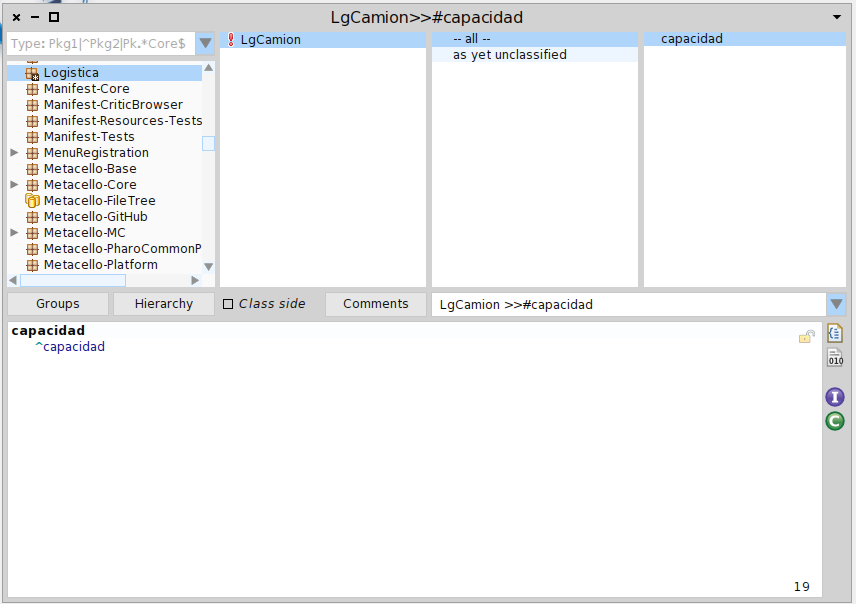 LgCamion>>#capacidad
Type: Pkg1|^Pkg2|Pk.*Core$
Logistica
Manifest-Core
Manifest-CriticBrowser
Manifest-Resources-Tests
Manifest-Tests
MenuRegistration
Metacello-Base
Metacello-Core
Metacello-FileTree
Metacello-GitHub
Metacello-MC
Metacello-PharoCommonP
Metacello-Platform
LgCamion
-- all --
as yet unclassified
capacidad
Groups
Hierarchy
Class side
Comments
LgCamion >>#capacidad
capacidad
^capacidad
010
I
C
19